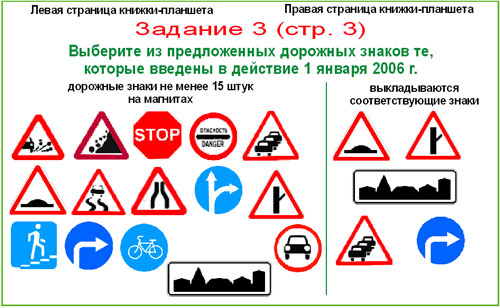 Левая страница книжки-планшета
Правая страница книжки-планшета
Задание 3 (стр. 3)
Выберите из предложенных дорожных знаков те,
которые введены в действие 1 января 2006 г.
дорожные знаки не менее 15 штук
на магнитах
выкладываются
соответствующие знаки
STOP
ОПАСНОСТЬ
DANGER